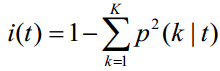 i(t) = 1 − ∑_{k=1}^{K} p²(k | t)